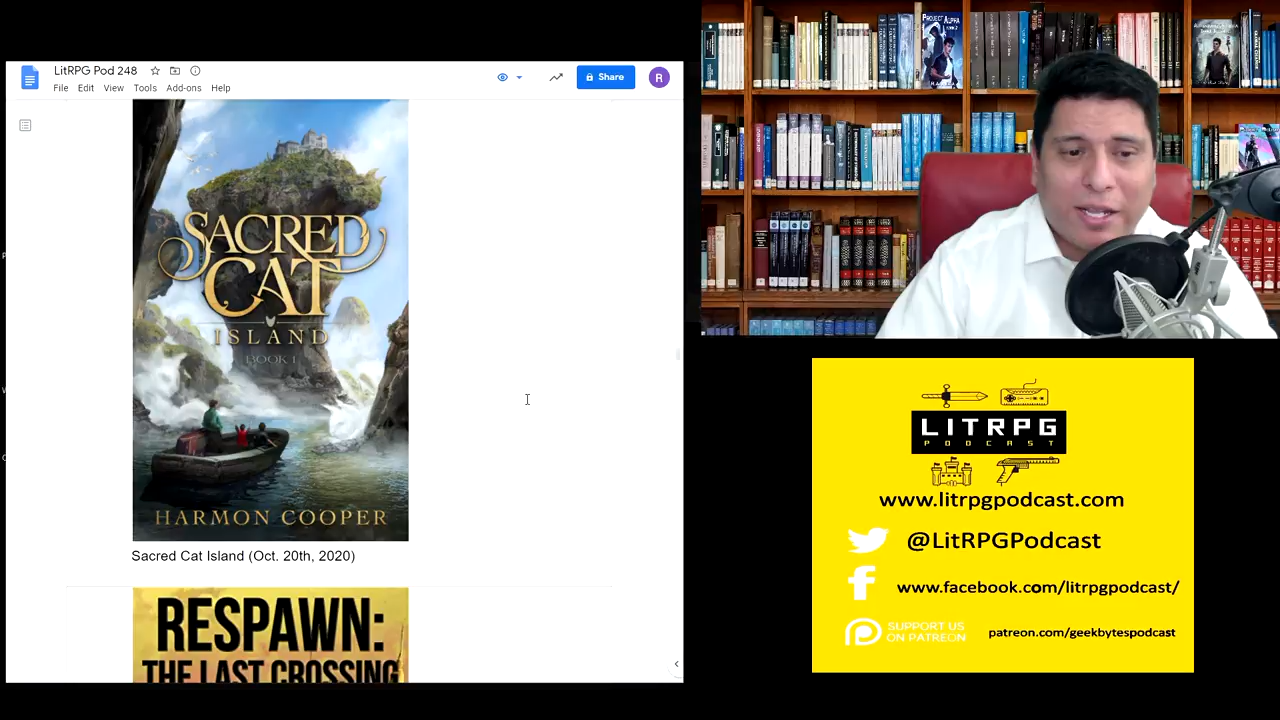 LitRPG Pod 248
Share
R
File Edit View Tools Add-ons Help
SACRED
CAT
ISLAND
BOOK 1
HARMON COOPER
Sacred Cat Island (Oct. 20th, 2020)
RESPAWN:
THE LAST CROSSING
PROJECT ALPHA
LITRPG
PODCAST
www.litrpgpodcast.com
@LitRPGPodcast
www.facebook.com/litrpgpodcast/
SUPPORT US
ON PATREON
patreon.com/geekbytespodcast